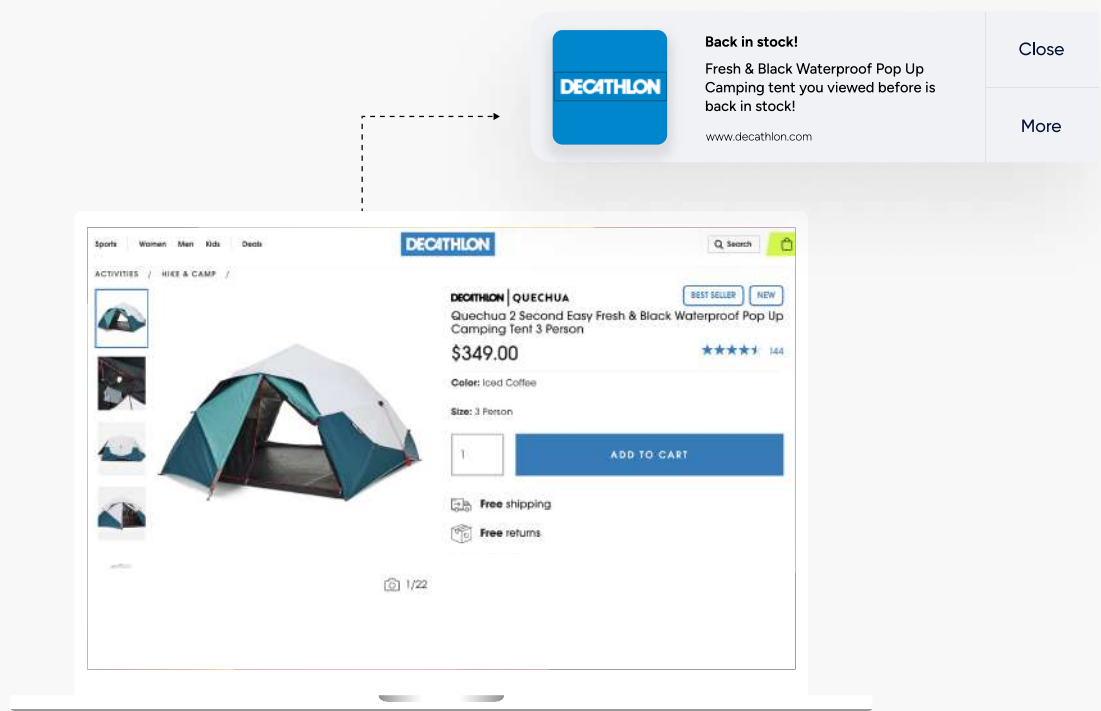 Back in stock!
Fresh & Black Waterproof Pop Up
Camping tent you viewed before is
back in stock!
www.decathlon.com
DECATHLON
Close
More
Sports Women Men Kids Deals
DECATHLON
Search
ACTIVITIES / HIKE & CAMP /
DECATHLON | QUECHUA
BEST SELLER NEW
Quechua 2 Second Easy Fresh & Black Waterproof Pop Up
Camping Tent 3 Person
$349.00
144
Color: Iced Coffee
Size: 3 Person
1
ADD TO CART
Free shipping
Free returns
1/22